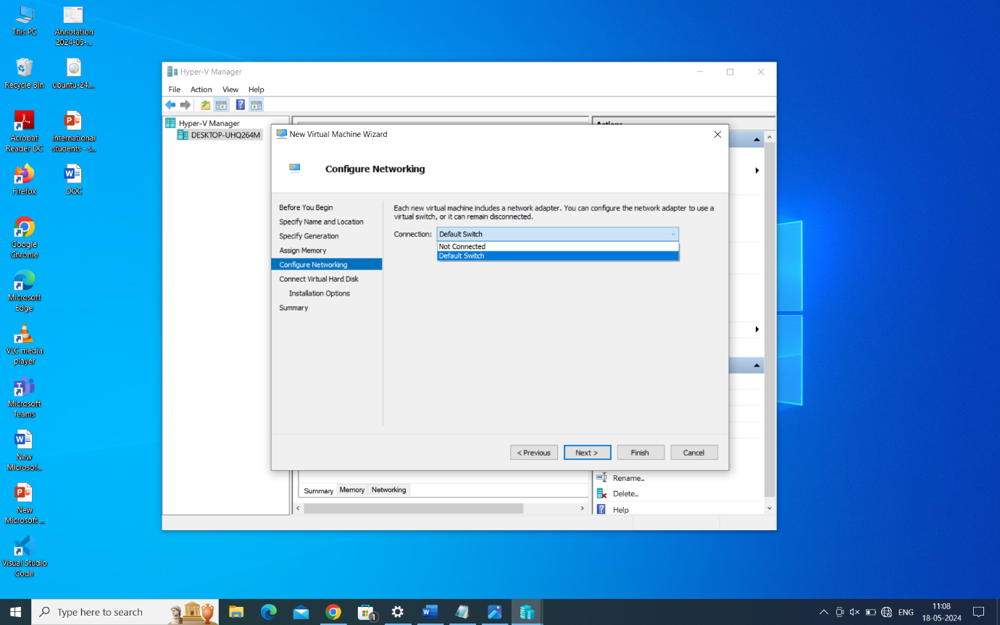 This PC
Annotation
2024-05-...
Recycle Bin
ubuntu-24....
Acrobat
Reader DC
international
students - s...
Firefox
DOC
Google
Chrome
Microsoft
Edge
VLC media
player
Microsoft
Teams
New
Microsof...
New
Microsoft ...
Visual Studio
Code
Hyper-V Manager
File Action View Help
Hyper-V Manager
DESKTOP-UHQ264M
Actions
New Virtual Machine Wizard
Configure Networking
Before You Begin
Specify Name and Location
Specify Generation
Assign Memory
Configure Networking
Connect Virtual Hard Disk
Installation Options
Summary
Each new virtual machine includes a network adapter. You can configure the network adapter to use a
virtual switch, or it can remain disconnected.
Connection: Default Switch
Not Connected
Default Switch
< Previous Next > Finish Cancel
Summary Memory Networking
Rename...
Delete...
Help
Type here to search
1
ENG
11:08
18-05-2024